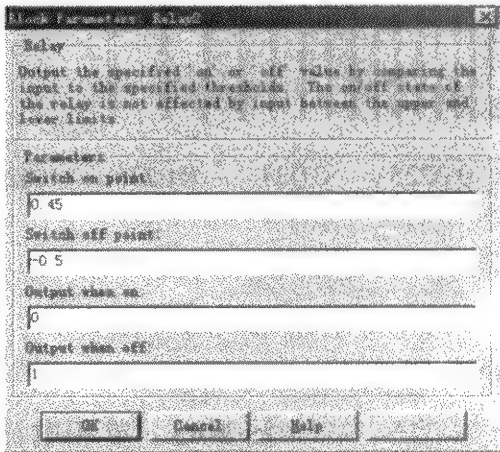 Block Parameters: Relay2
Relay
Output the specified 'on' or 'off' value by comparing the
input to the specified thresholds. The on/off state of
the relay is not affected by input between the upper and
lower limits.
Parameters
Switch on point:
0.45
Switch off point:
-0.5
Output when on:
0
Output when off:
1
OK
Cancel
Help